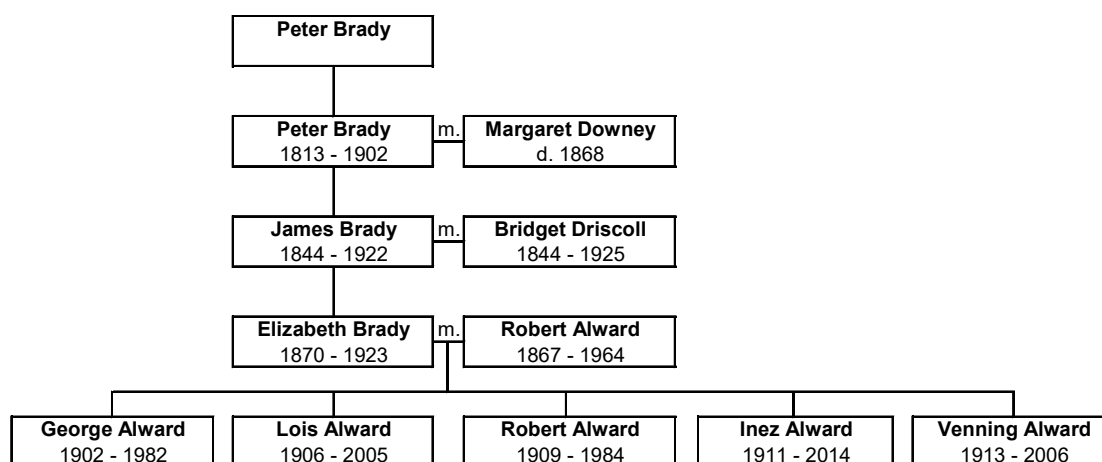 Peter Brady
Peter Brady m. Margaret Downey
1813 - 1902 d. 1868
James Brady m. Bridget Driscoll
1844 - 1922 1844 - 1925
Elizabeth Brady m. Robert Alward
1870 - 1923 1867 - 1964
George Alward Lois Alward Robert Alward Inez Alward Venning Alward
1902 - 1982 1906 - 2005 1909 - 1984 1911 - 2014 1913 - 2006